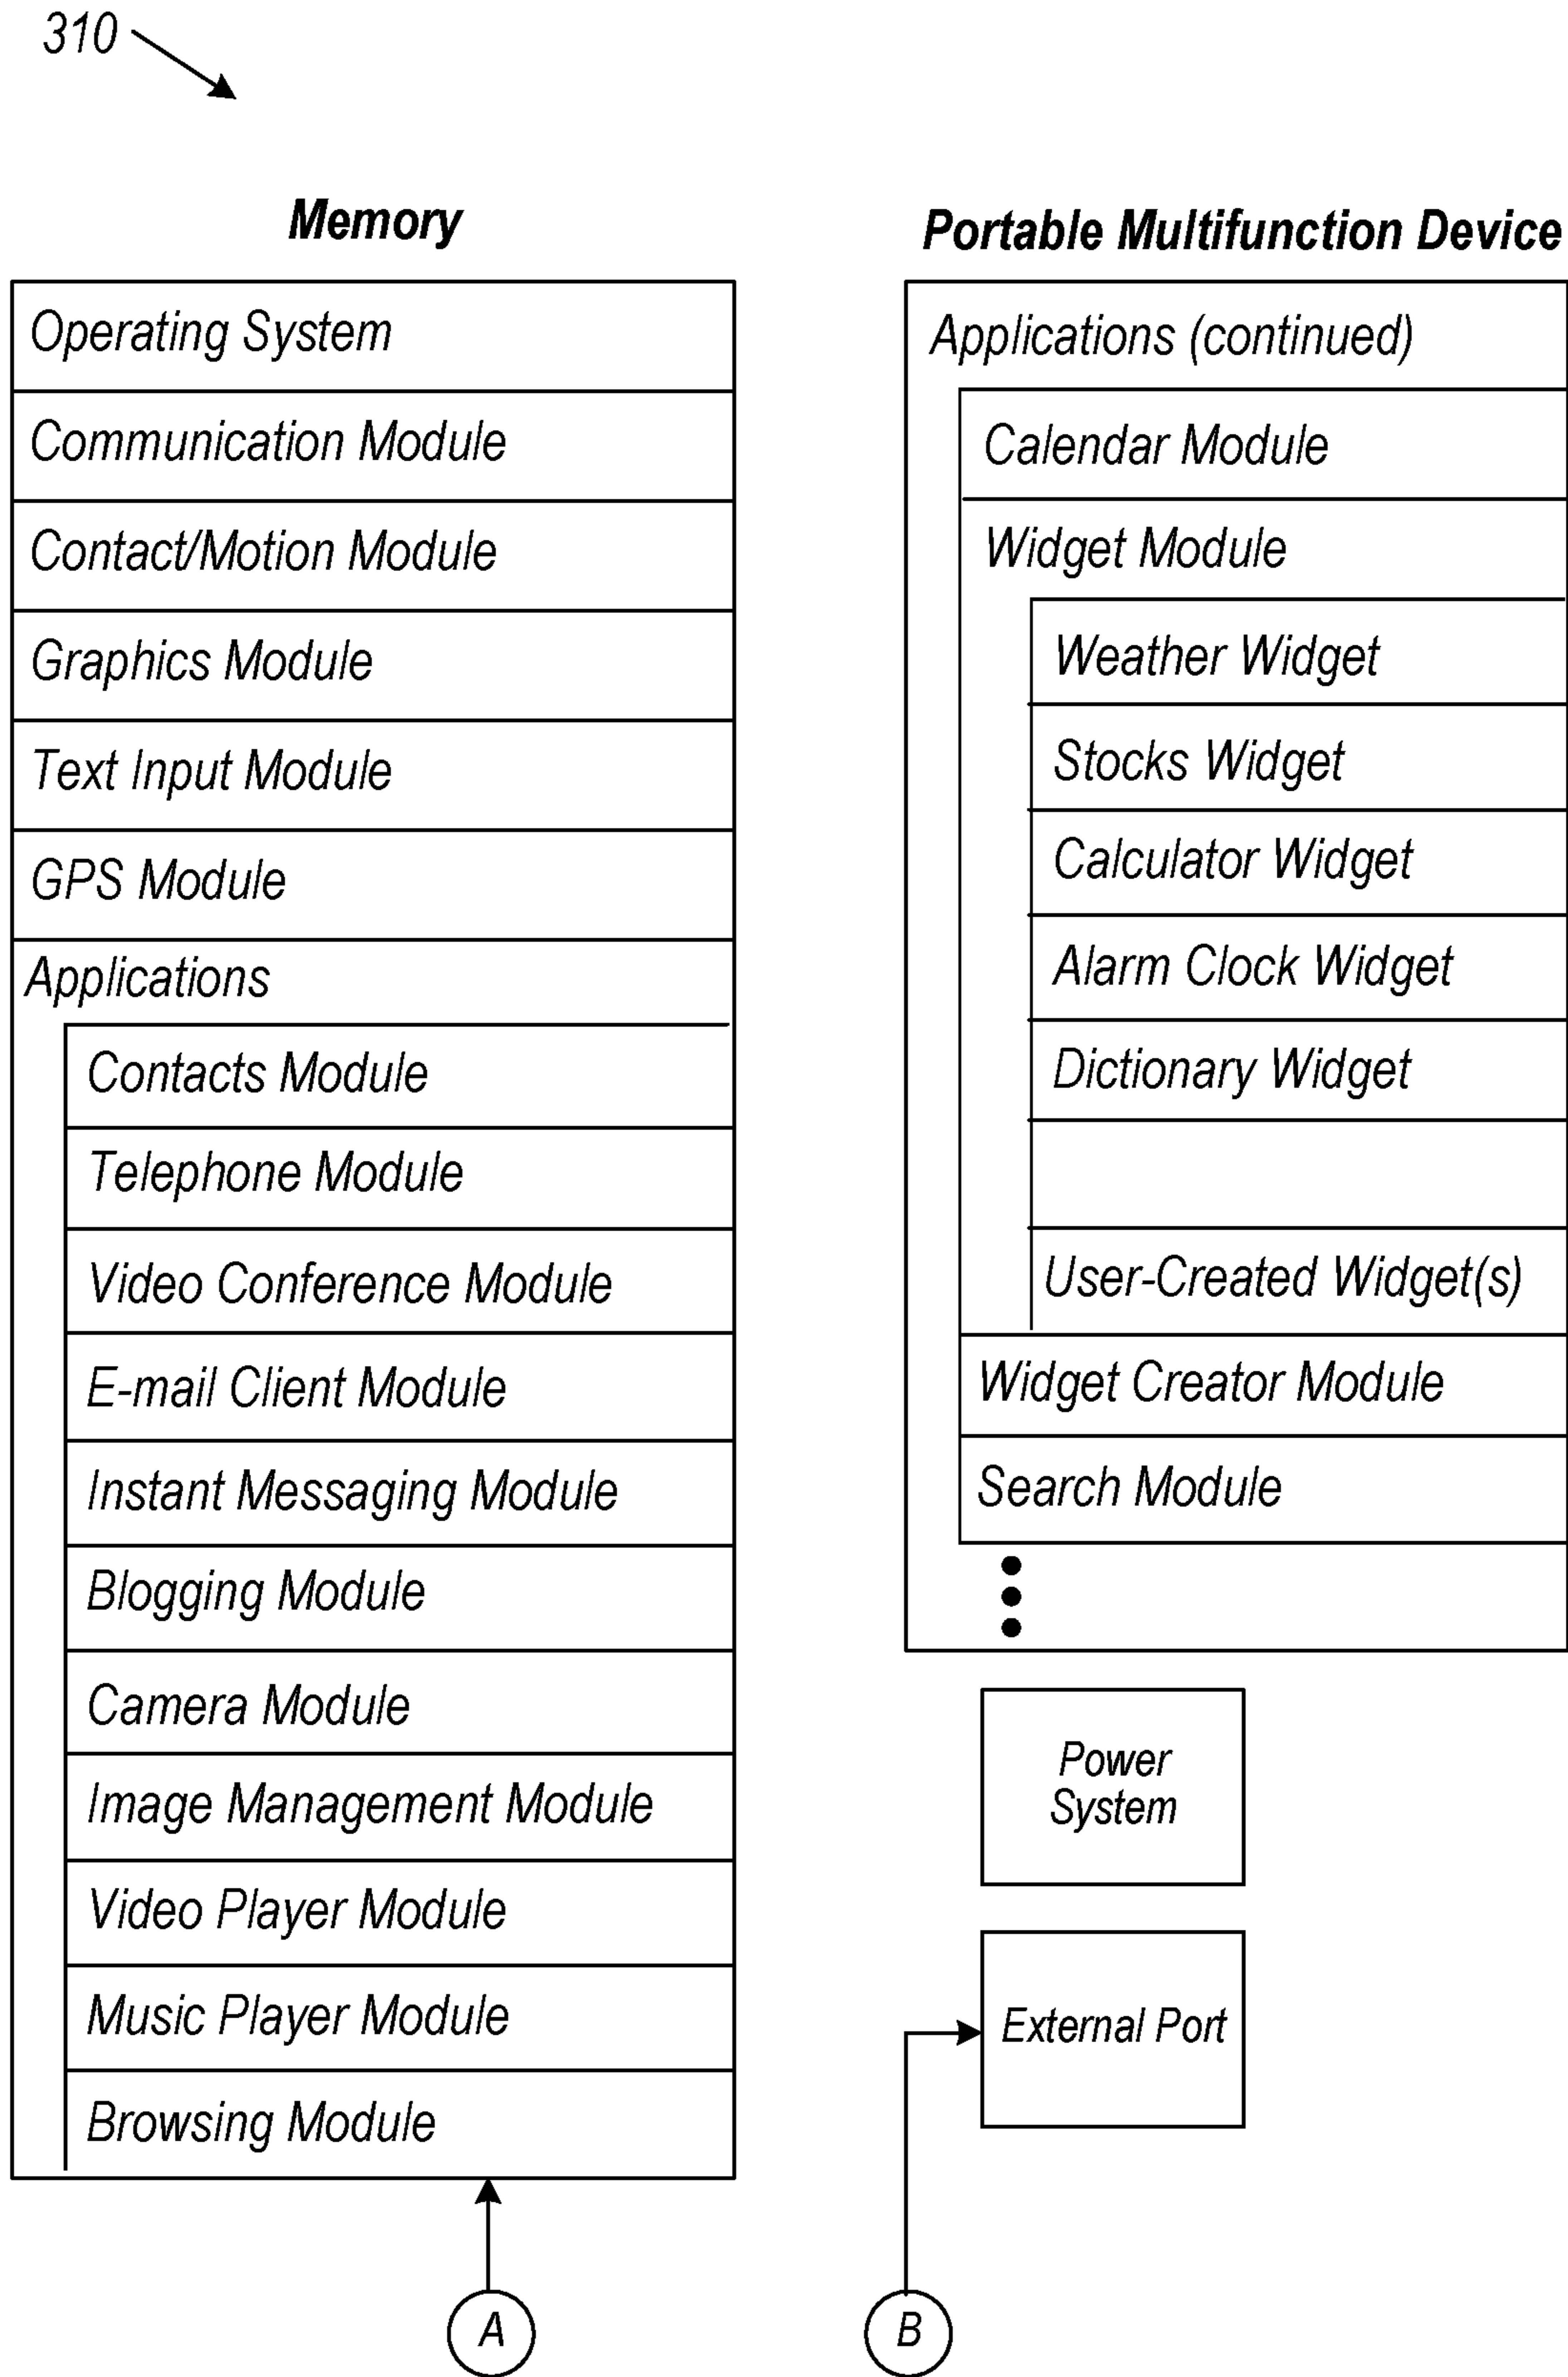 310
Memory
Operating System
Communication Module
Contact/Motion Module
Graphics Module
Text Input Module
GPS Module
Applications
Contacts Module
Telephone Module
Video Conference Module
E-mail Client Module
Instant Messaging Module
Blogging Module
Camera Module
Image Management Module
Video Player Module
Music Player Module
Browsing Module
A
Portable Multifunction Device
Applications (continued)
Calendar Module
Widget Module
Weather Widget
Stocks Widget
Calculator Widget
Alarm Clock Widget
Dictionary Widget
User-Created Widget(s)
Widget Creator Module
Search Module
Power
System
External Port
B